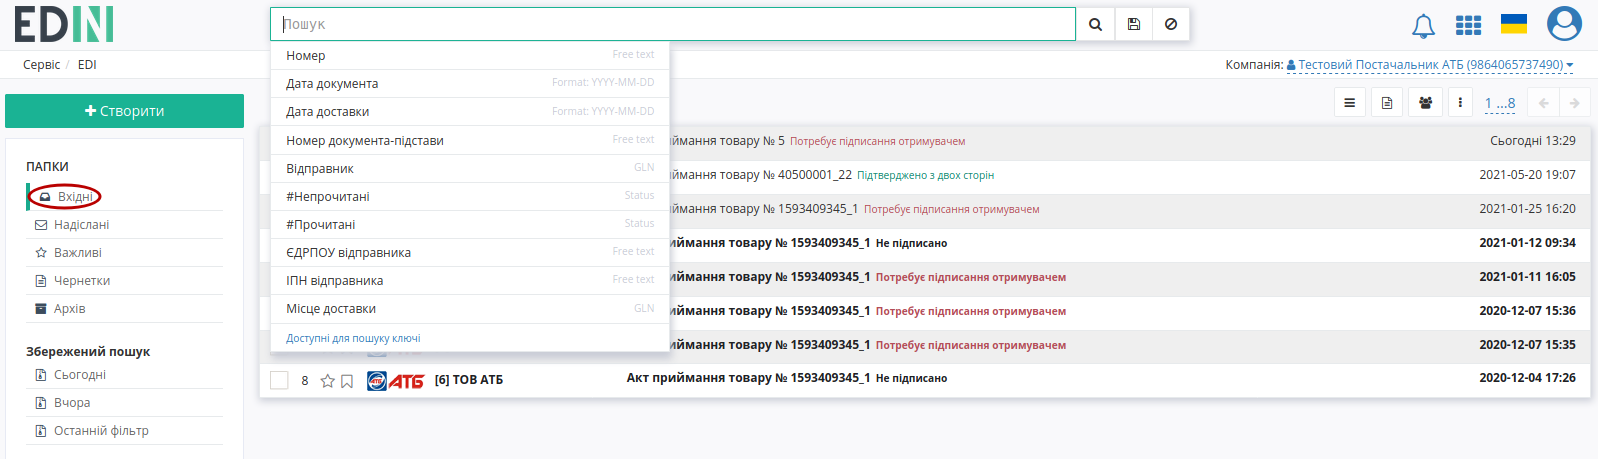 EDIN
Пошук
Сервіс / EDI
Компанія: Тестовий Постачальник АТБ (9864065737490)
Створити
1 ...8
ПАПКИ
Вхідні
Надіслані
Важливі
Чернетки
Архів
Збережений пошук
Сьогодні
Вчора
Останній фільтр
Номер Free text
Дата документа Format: YYYY-MM-DD
Дата доставки Format: YYYY-MM-DD
Номер документа-підстави Free text
Відправник GLN
#Непрочитані Status
#Прочитані Status
ЄДРПОУ відправника Free text
ІПН відправника Free text
Місце доставки GLN
Доступні для пошуку ключі
ймання товару № 5 Потребує підписання отримувачем Сьогодні 13:29
ймання товару № 40500001_22 Підтверджено з двох сторін 2021-05-20 19:07
ймання товару № 1593409345_1 Потребує підписання отримувачем 2021-01-25 16:20
иймання товару № 1593409345_1 Не підписано 2021-01-12 09:34
иймання товару № 1593409345_1 Потребує підписання отримувачем 2021-01-11 16:05
иймання товару № 1593409345_1 Потребує підписання отримувачем 2020-12-07 15:36
иймання товару № 1593409345_1 Потребує підписання отримувачем 2020-12-07 15:35
8 АТБ АТБ [6] ТОВ АТБ Акт приймання товару № 1593409345_1 Не підписано 2020-12-04 17:26